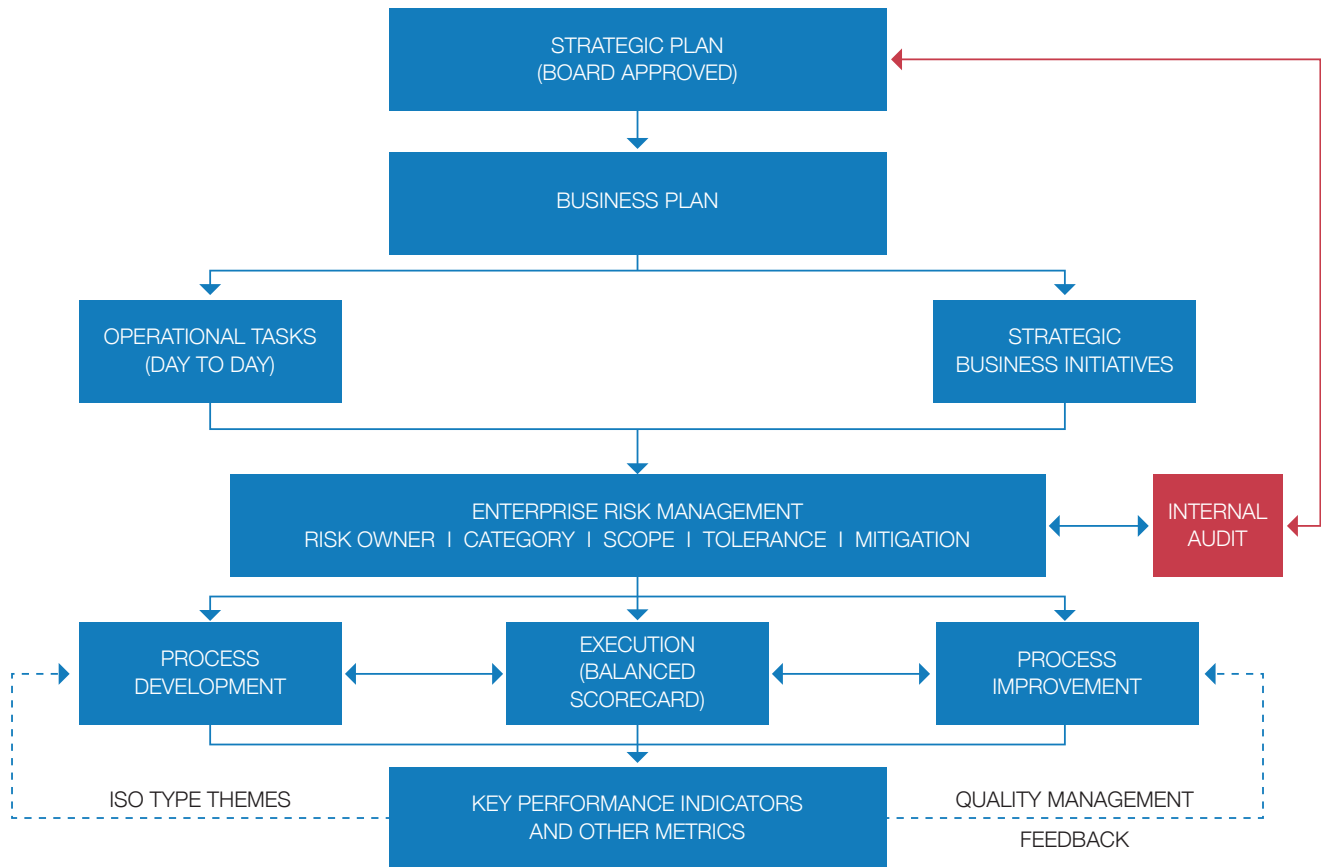 STRATEGIC PLAN
(BOARD APPROVED)
BUSINESS PLAN
OPERATIONAL TASKS
(DAY TO DAY)
STRATEGIC
BUSINESS INITIATIVES
ENTERPRISE RISK MANAGEMENT
RISK OWNER I CATEGORY I SCOPE I TOLERANCE I MITIGATION
INTERNAL
AUDIT
PROCESS
DEVELOPMENT
EXECUTION
(BALANCED
SCORECARD)
PROCESS
IMPROVEMENT
ISO TYPE THEMES
KEY PERFORMANCE INDICATORS
AND OTHER METRICS
QUALITY MANAGEMENT
FEEDBACK